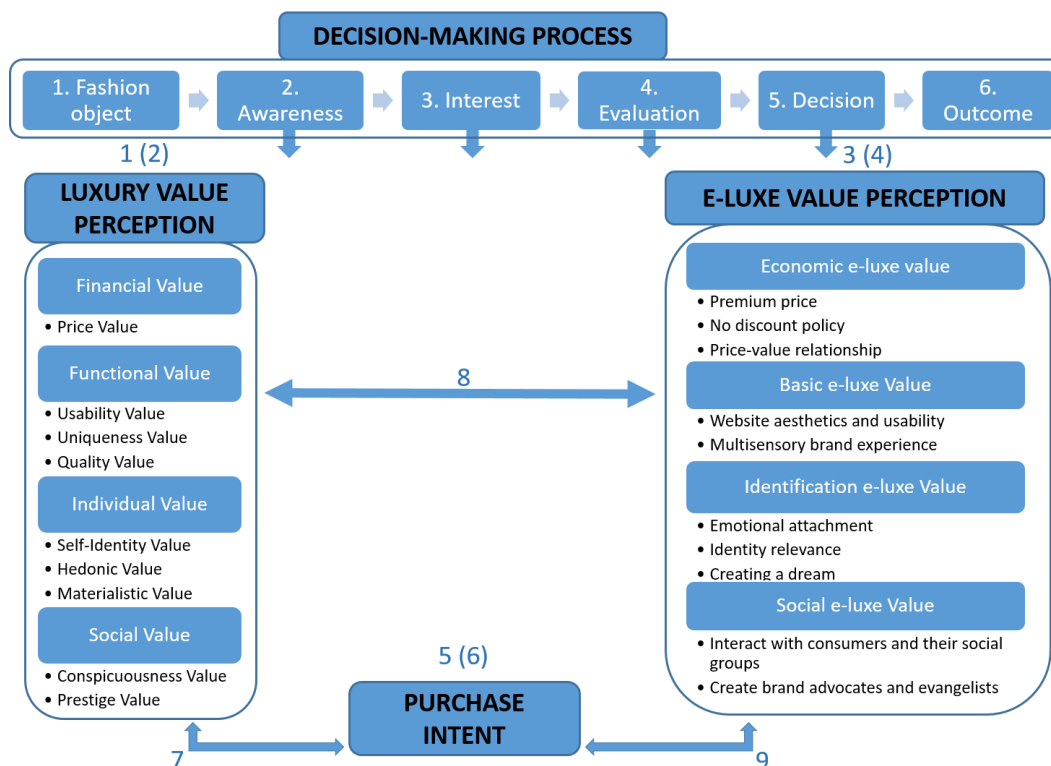 DECISION-MAKING PROCESS
1. Fashion
object
2.
Awareness
3. Interest
4.
Evaluation
5. Decision
6.
Outcome
1 (2)
3 (4)
LUXURY VALUE
PERCEPTION
Financial Value
• Price Value
Functional Value
• Usability Value
• Uniqueness Value
• Quality Value
Individual Value
• Self-Identity Value
• Hedonic Value
• Materialistic Value
Social Value
• Conspicuousness Value
• Prestige Value
8
E-LUXE VALUE PERCEPTION
Economic e-luxe value
• Premium price
• No discount policy
• Price-value relationship
Basic e-luxe Value
• Website aesthetics and usability
• Multisensory brand experience
Identification e-luxe Value
• Emotional attachment
• Identity relevance
• Creating a dream
Social e-luxe Value
• Interact with consumers and their social
groups
• Create brand advocates and evangelists
5 (6)
PURCHASE
INTENT
7
9